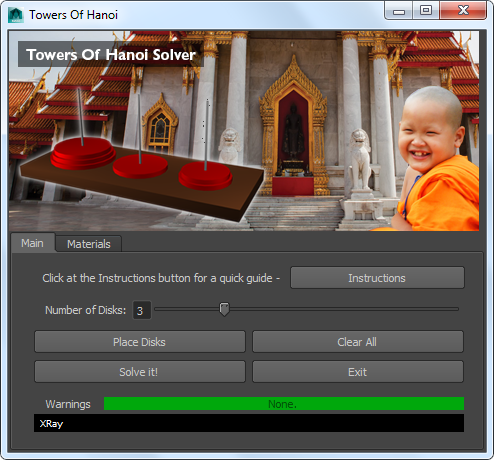 Towers Of Hanoi
Towers Of Hanoi Solver
Main
Materials
Click at the Instructions button for a quick guide -
Instructions
Number of Disks:
3
Place Disks
Clear All
Solve it!
Exit
Warnings
None.
XRay